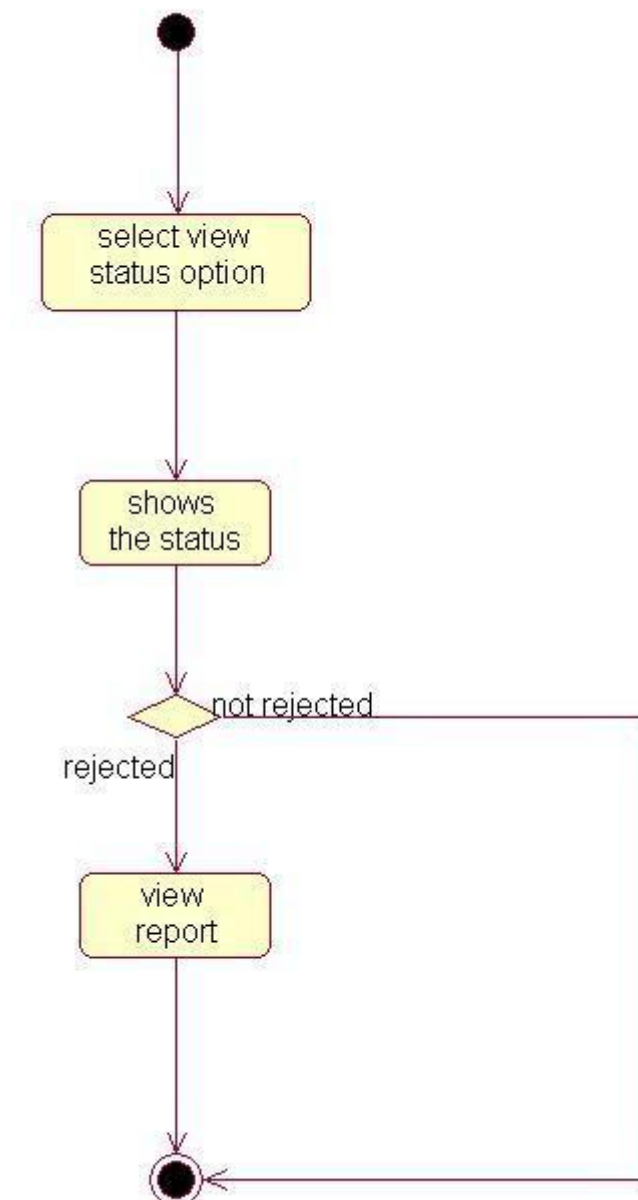 select view
status option
shows
the status
not rejected
rejected
view
report